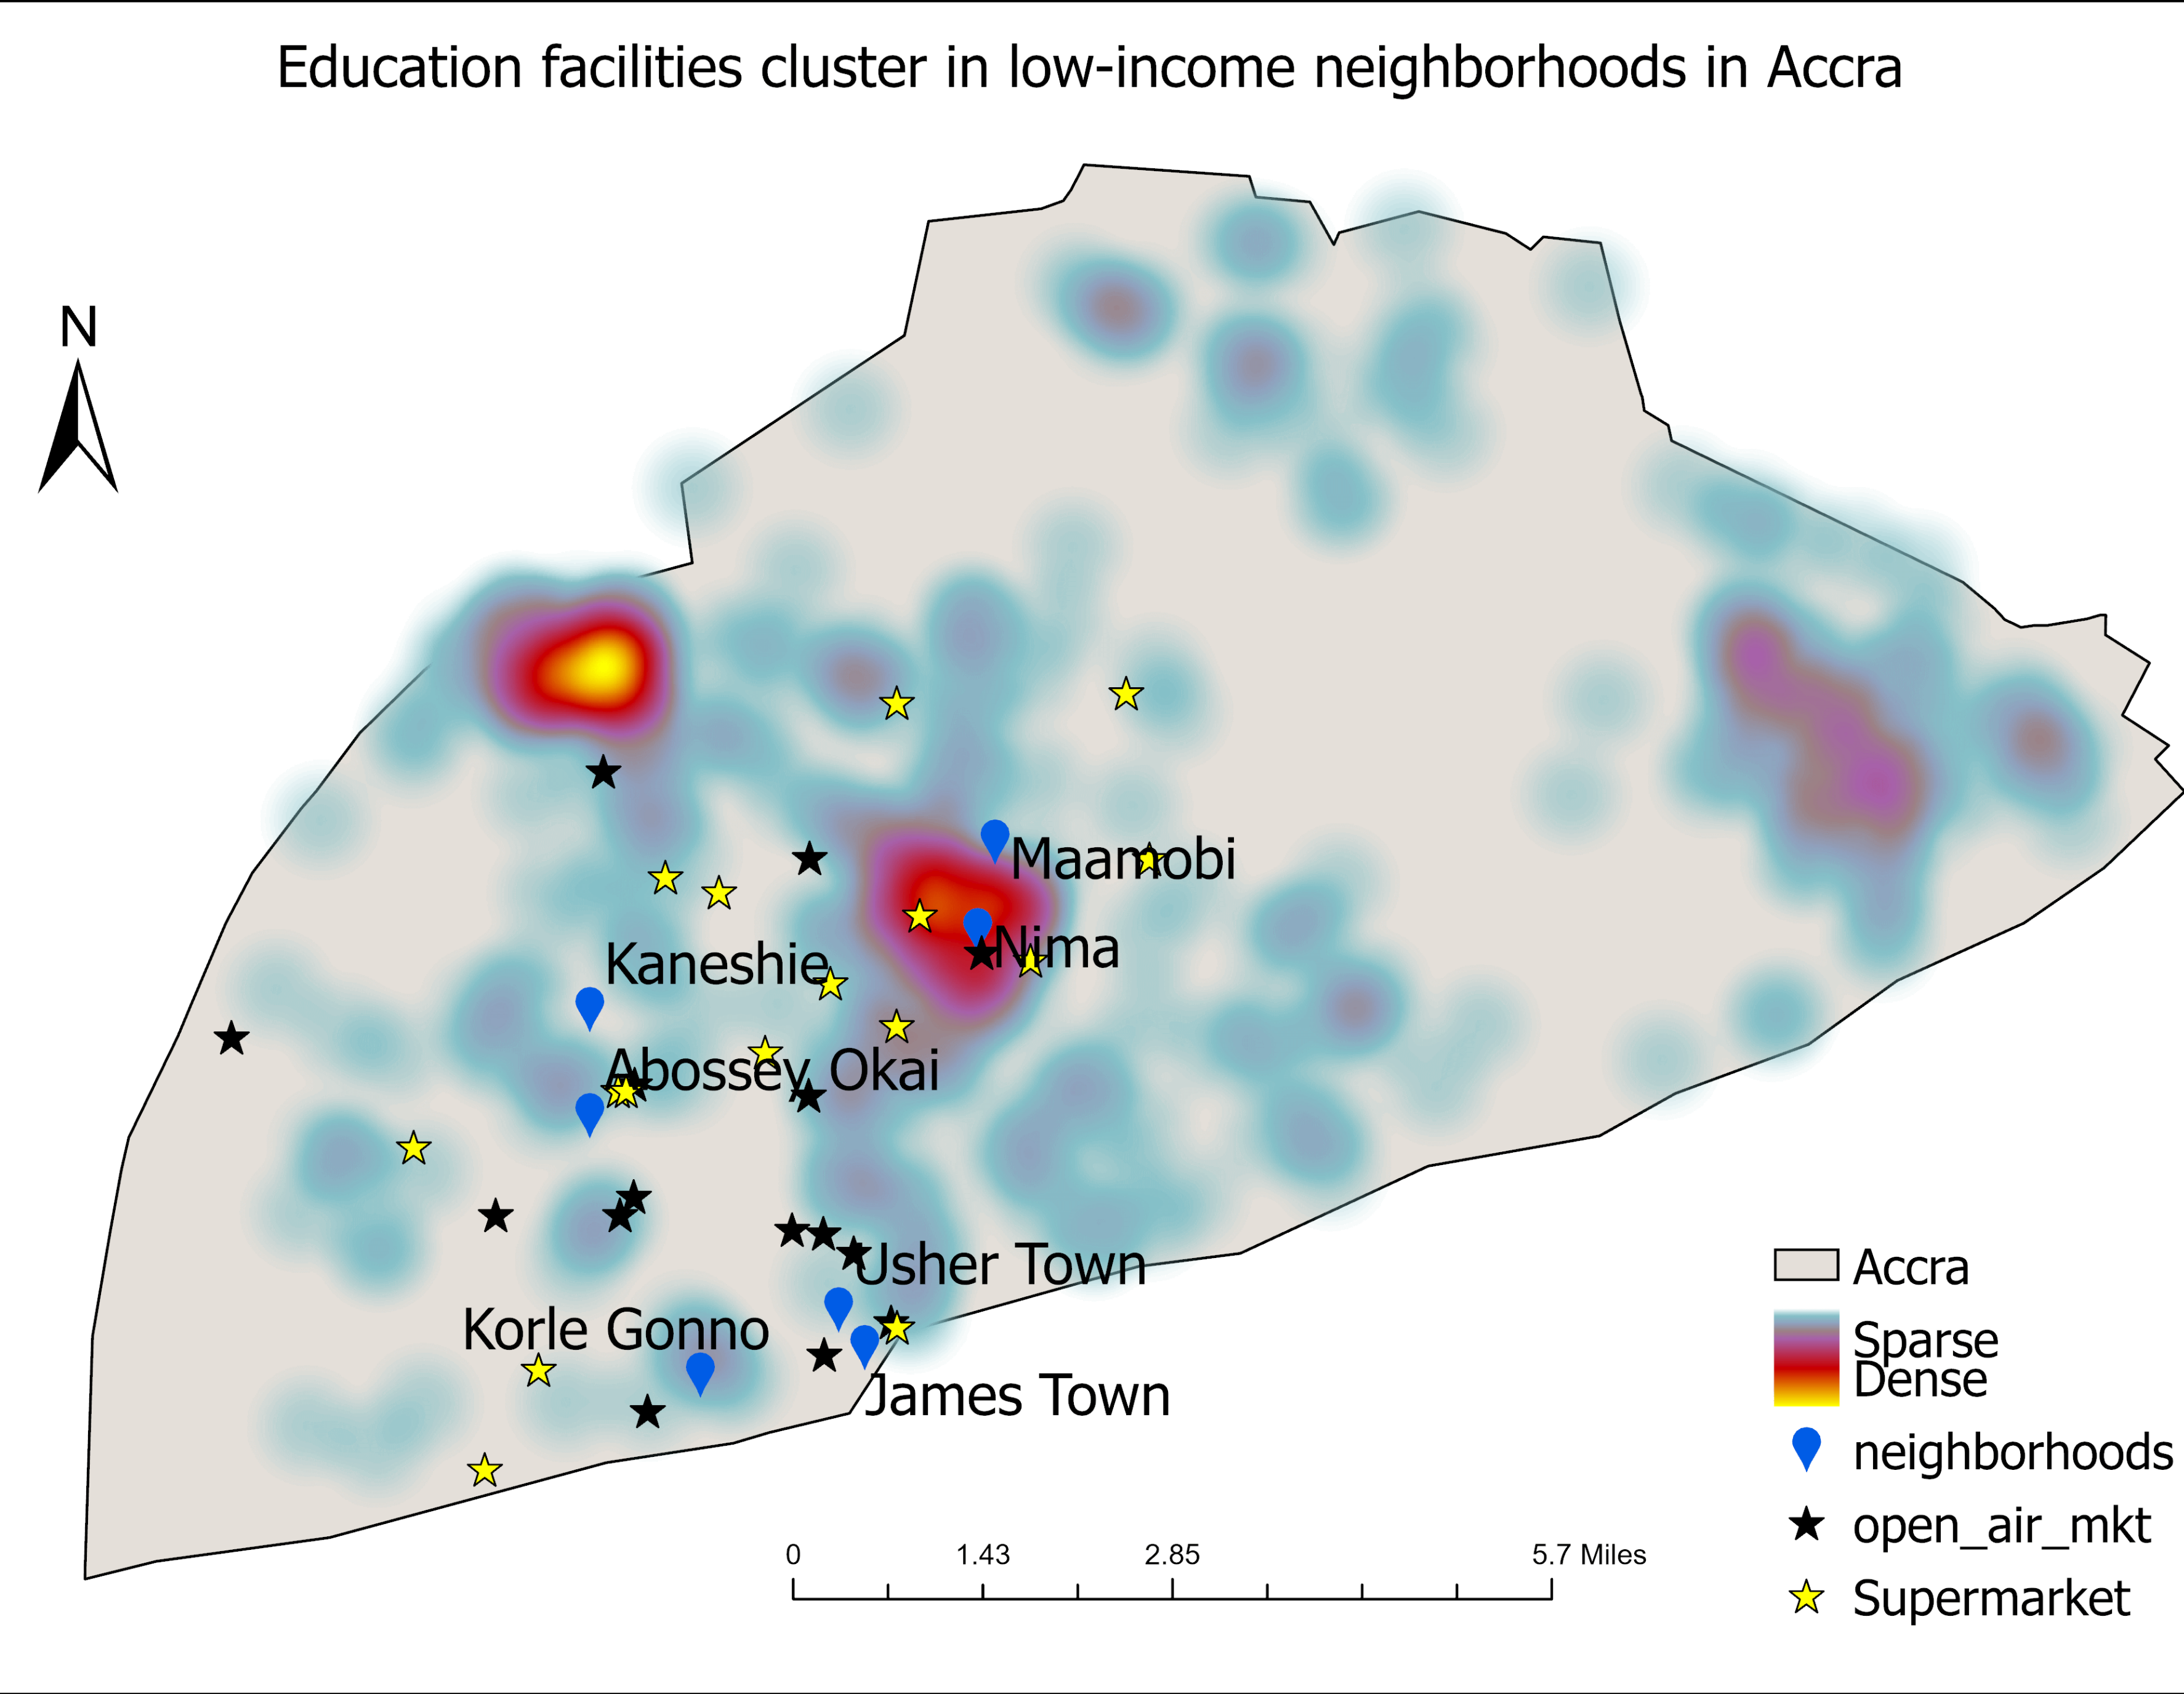 Education facilities cluster in low-income neighborhoods in Accra
N
Maamobi
Nima
Kaneshie
Abossey Okai
Usher Town
Korle Gonno
James Town
Accra
Sparse
Dense
neighborhoods
open_air_mkt
Supermarket
0 1.43 2.85 5.7 Miles